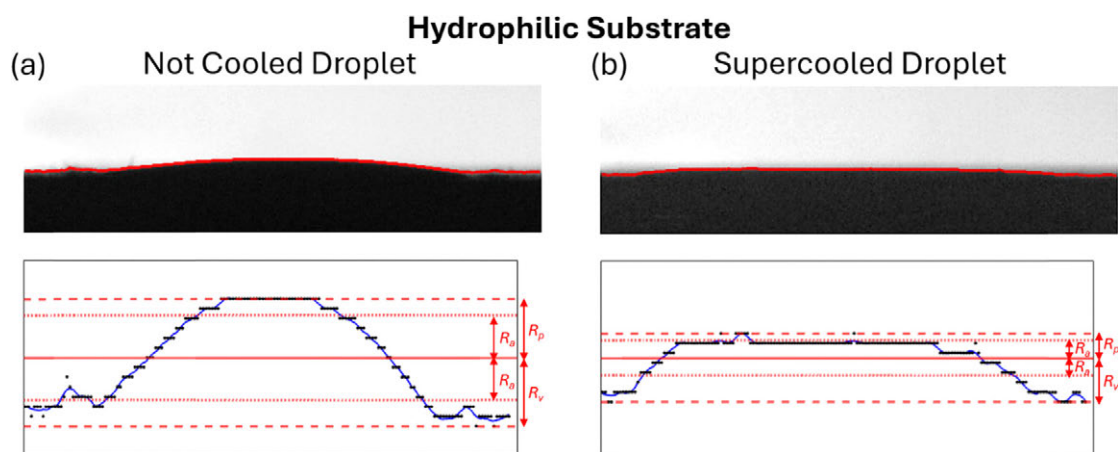 Hydrophilic Substrate
(a) Not Cooled Droplet
(b) Supercooled Droplet
Ra
Rp
Ra
Rv
Ra
Rp
Ra
Rv